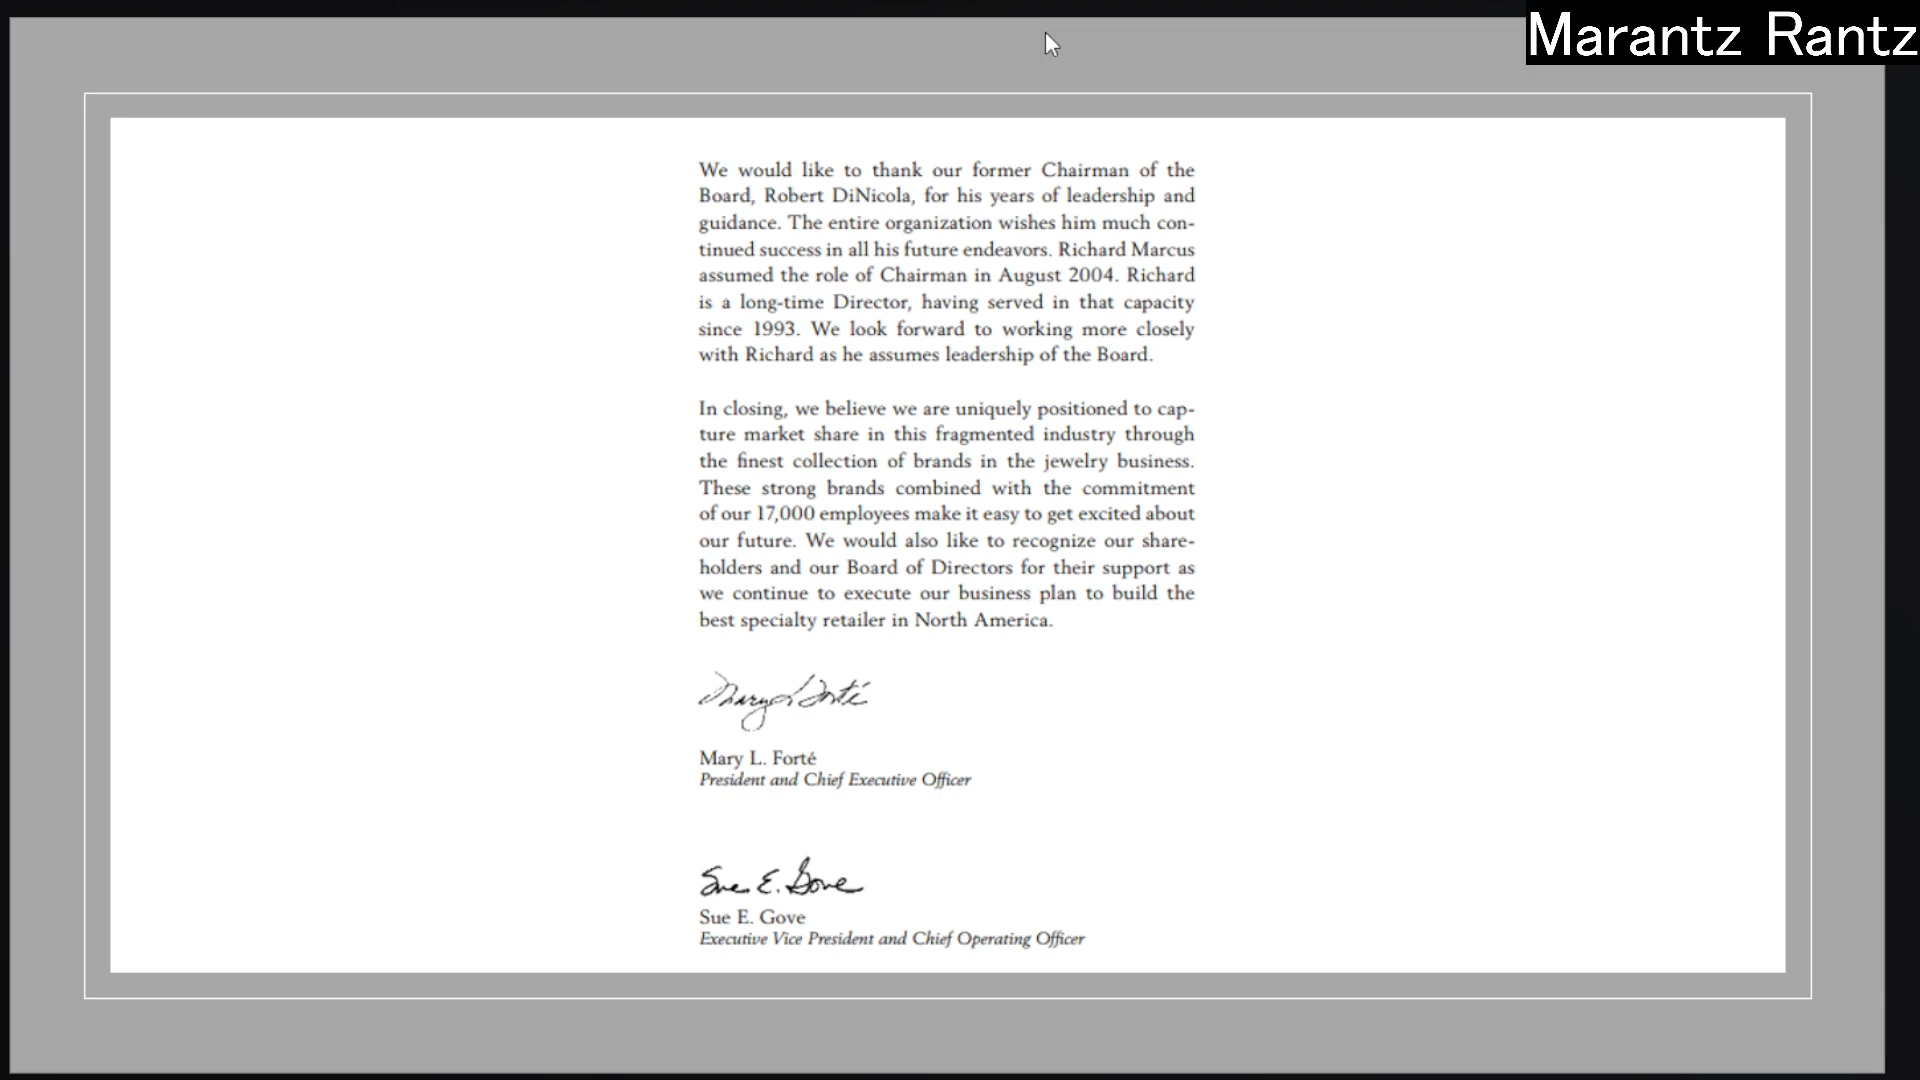 Marantz Rantz
We would like to thank our former Chairman of the
Board, Robert DiNicola, for his years of leadership and
guidance. The entire organization wishes him much con-
tinued success in all his future endeavors. Richard Marcus
assumed the role of Chairman in August 2004. Richard
is a long-time Director, having served in that capacity
since 1993. We look forward to working more closely
with Richard as he assumes leadership of the Board.
In closing, we believe we are uniquely positioned to cap-
ture market share in this fragmented industry through
the finest collection of brands in the jewelry business.
These strong brands combined with the commitment
of our 17,000 employees make it easy to get excited about
our future. We would also like to recognize our share-
holders and our Board of Directors for their support as
we continue to execute our business plan to build the
best specialty retailer in North America.
Mary L Forté
Mary L. Forté
President and Chief Executive Officer
Sue E. Gove
Sue E. Gove
Executive Vice President and Chief Operating Officer